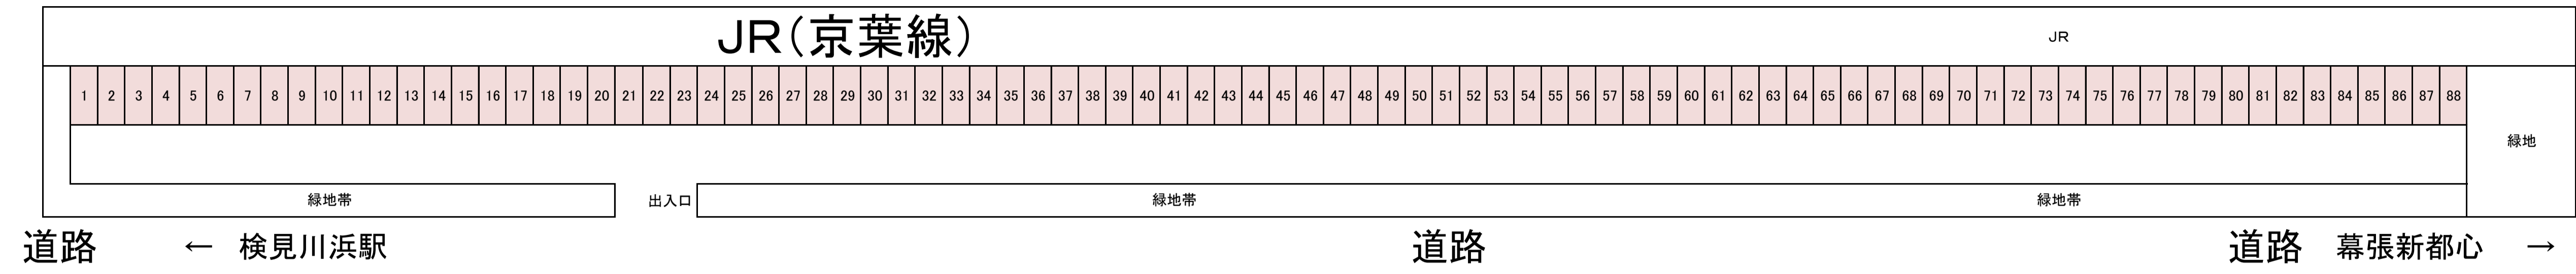 JR(京葉線)
JR
1 2 3 4 5 6 7 8 9 10 11 12 13 14 15 16 17 18 19 20 21 22 23 24 25 26 27 28 29 30 31 32 33 34 35 36 37 38 39 40 41 42 43 44 45 46 47 48 49 50 51 52 53 54 55 56 57 58 59 60 61 62 63 64 65 66 67 68 69 70 71 72 73 74 75 76 77 78 79 80 81 82 83 84 85 86 87 88
緑地
緑地帯 出入口 緑地帯 緑地帯
道路 ← 検見川浜駅 道路 道路 幕張新都心 →